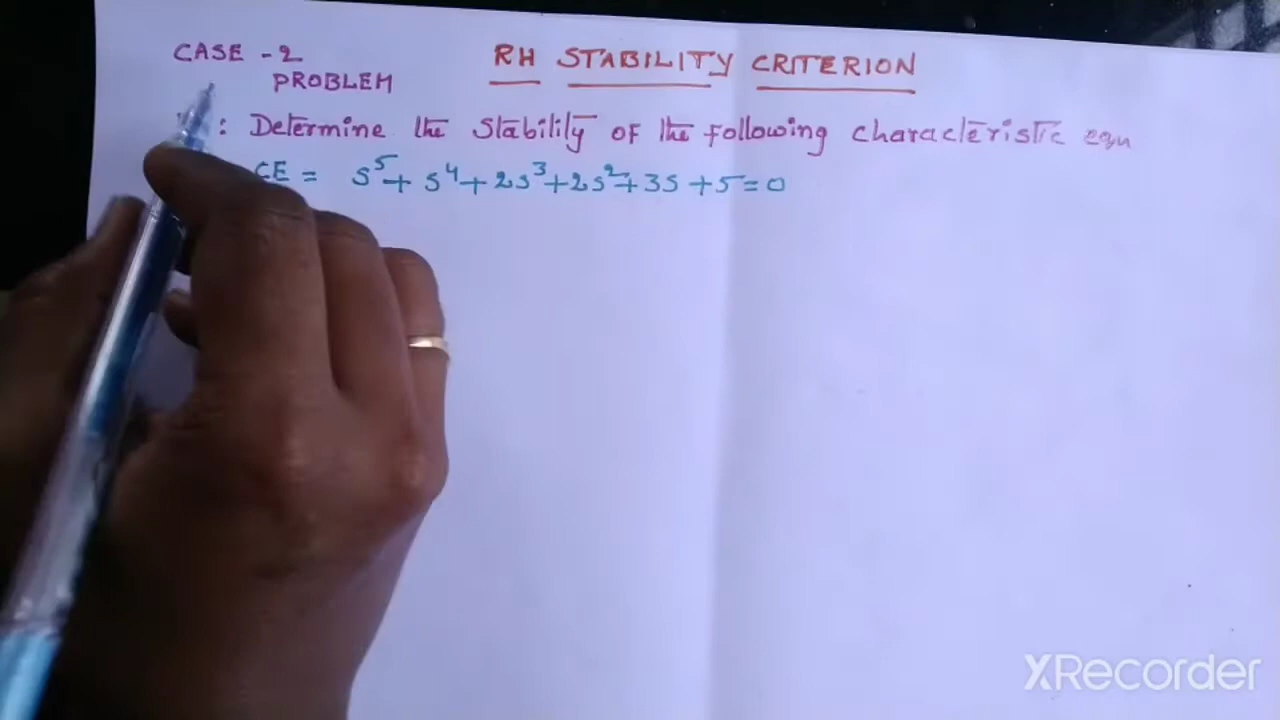 CASE - 2
RH STABILITY CRITERION
PROBLEM
: Determine the stability of the following characteristic equ
CE = s⁵ + s⁴ + 2s³ + 2s² + 3s + 5 = 0
XRecorder